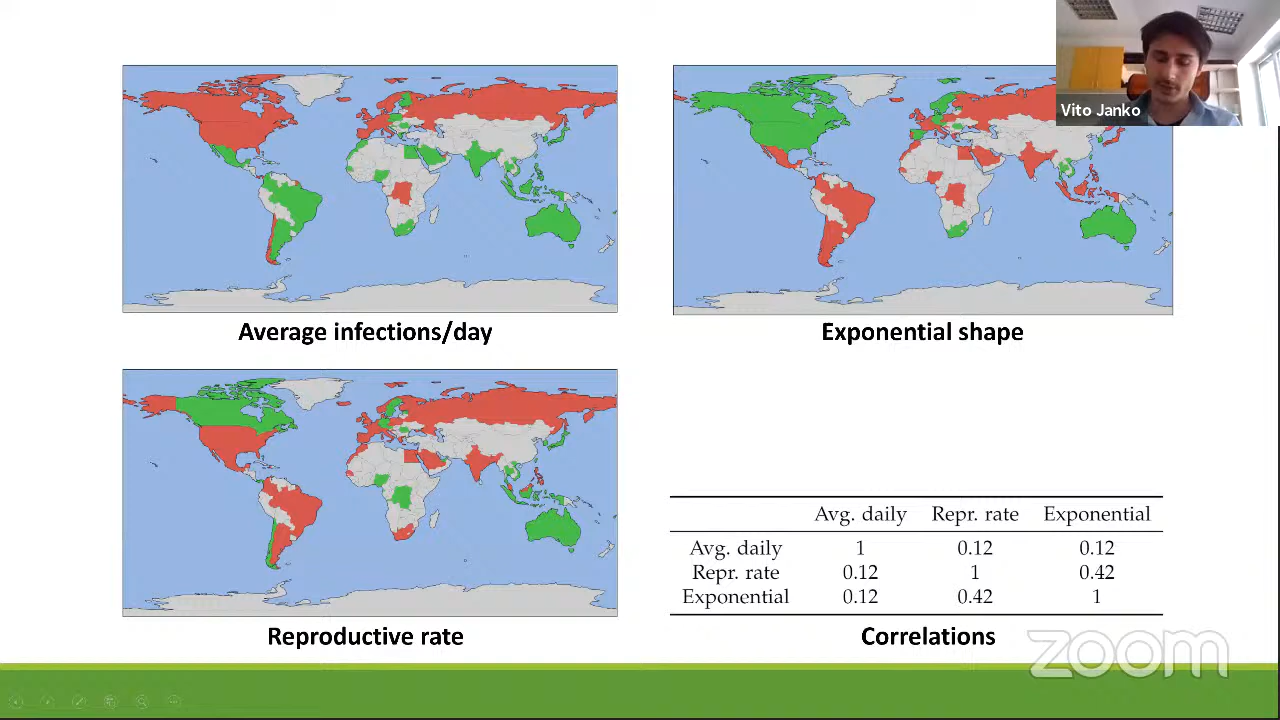 Vito Janko
Average infections/day
Exponential shape
Avg. daily Repr. rate Exponential
Avg. daily 1 0.12 0.12
Repr. rate 0.12 1 0.42
Exponential 0.12 0.42 1
Reproductive rate
Correlations
zoom